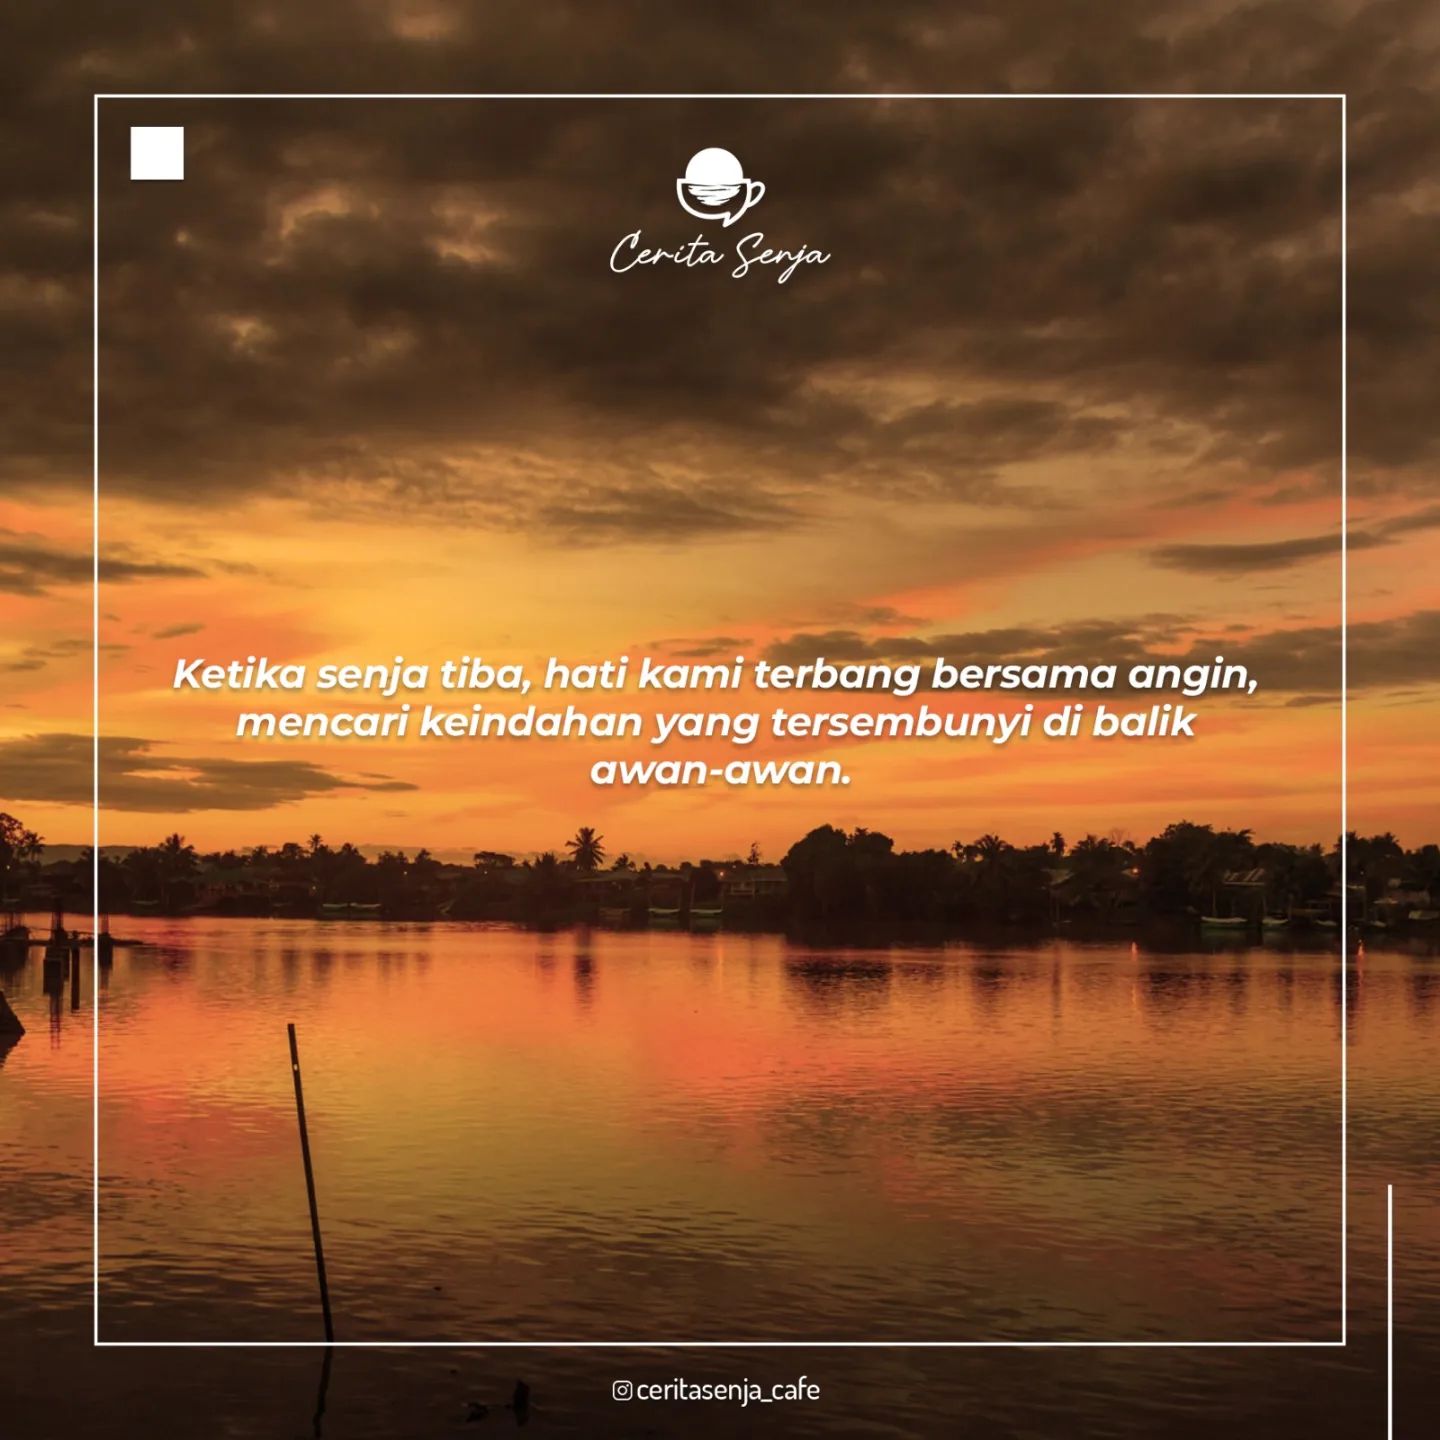 Cerita Senja
Ketika senja tiba, hati kami terbang bersama angin,
mencari keindahan yang tersembunyi di balik
awan-awan.
ceritasenja_cafe